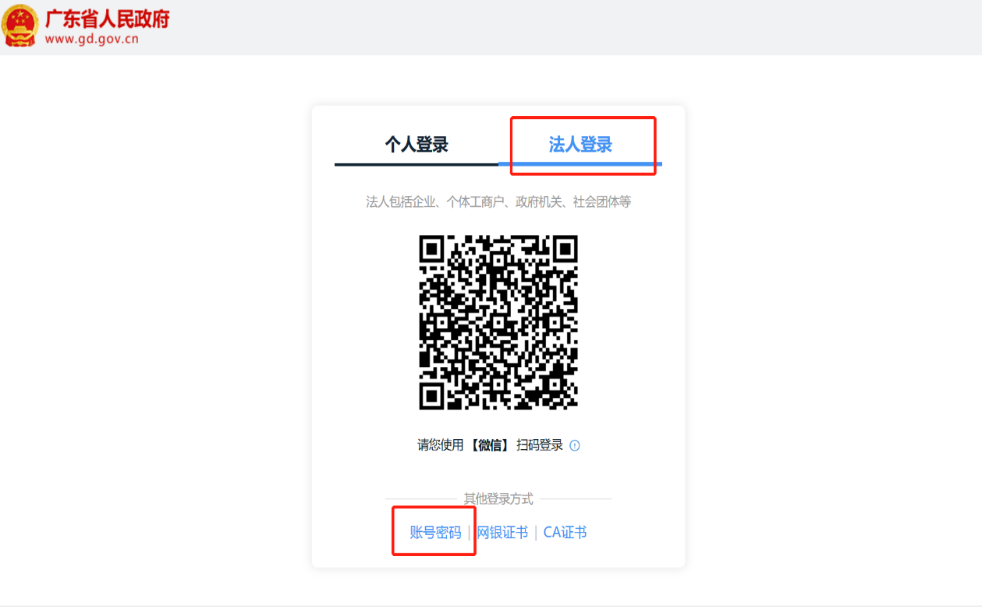 广东省人民政府
www.gd.gov.cn
个人登录 法人登录
法人包括企业、个体工商户、政府机关、社会团体等
请您使用【微信】扫码登录
其他登录方式
账号密码 | 网银证书 | CA证书